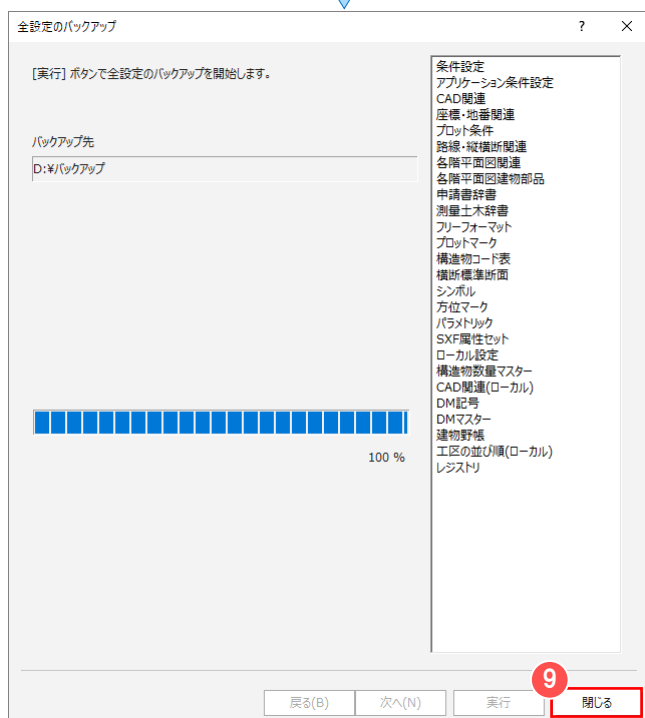 全設定のバックアップ
?
×
[実行] ボタンで全設定のバックアップを開始します。
バックアップ先
D:¥バックアップ
100 %
条件設定
アプリケーション条件設定
CAD関連
座標・地番関連
プロット条件
路線・縦横断関連
各階平面図関連
各階平面図建物部品
申請書辞書
測量土木辞書
フリーフォーマット
プロットマーク
構造物コード表
横断標準断面
シンボル
方位マーク
パラメトリック
SXF属性セット
ローカル設定
構造物数量マスター
CAD関連(ローカル)
DM記号
DMマスター
建物野帳
工区の並び順(ローカル)
レジストリ
9
戻る(B)
次へ(N)
実行
閉じる